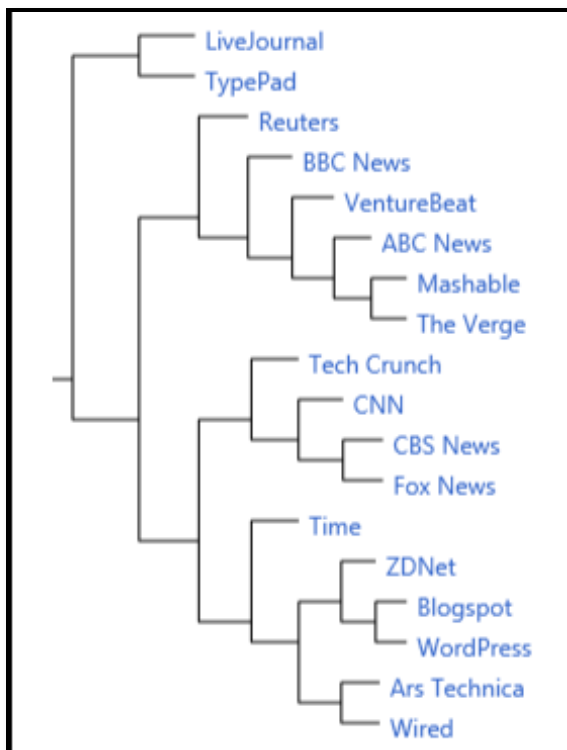 LiveJournal
TypePad
Reuters
BBC News
VentureBeat
ABC News
Mashable
The Verge
Tech Crunch
CNN
CBS News
Fox News
Time
ZDNet
Blogspot
WordPress
Ars Technica
Wired